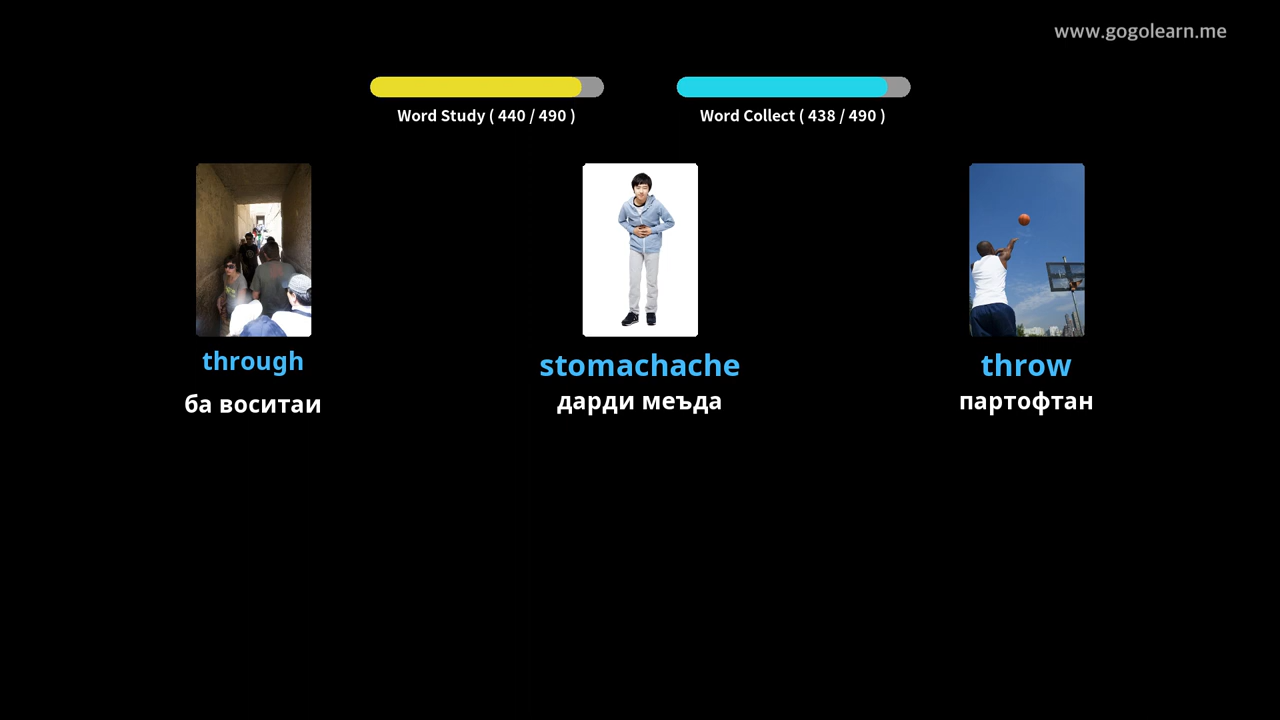 www.gogolearn.me
Word Study ( 440 / 490 )
Word Collect ( 438 / 490 )
through
ба воситаи
stomachache
дарди меъда
throw
партофтан